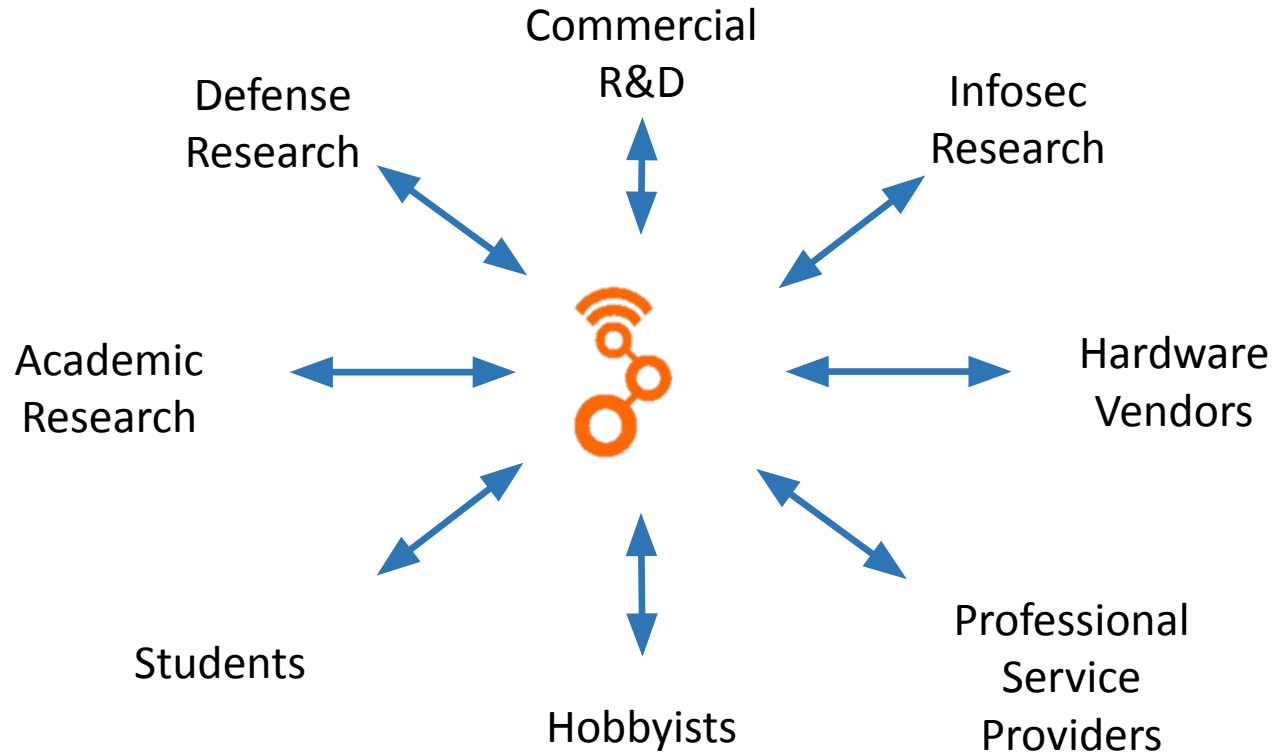 Commercial
R&D
Defense
Research
Infosec
Research
Academic
Research
Hardware
Vendors
Students
Hobbyists
Professional
Service
Providers